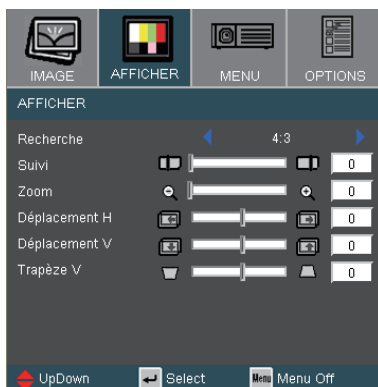 IMAGE AFFICHER MENU OPTIONS
AFFICHER
Recherche 4:3
Suivi 0
Zoom 0
Déplacement H 0
Déplacement V 0
Trapèze V 0
UpDown Select Menu Menu Off